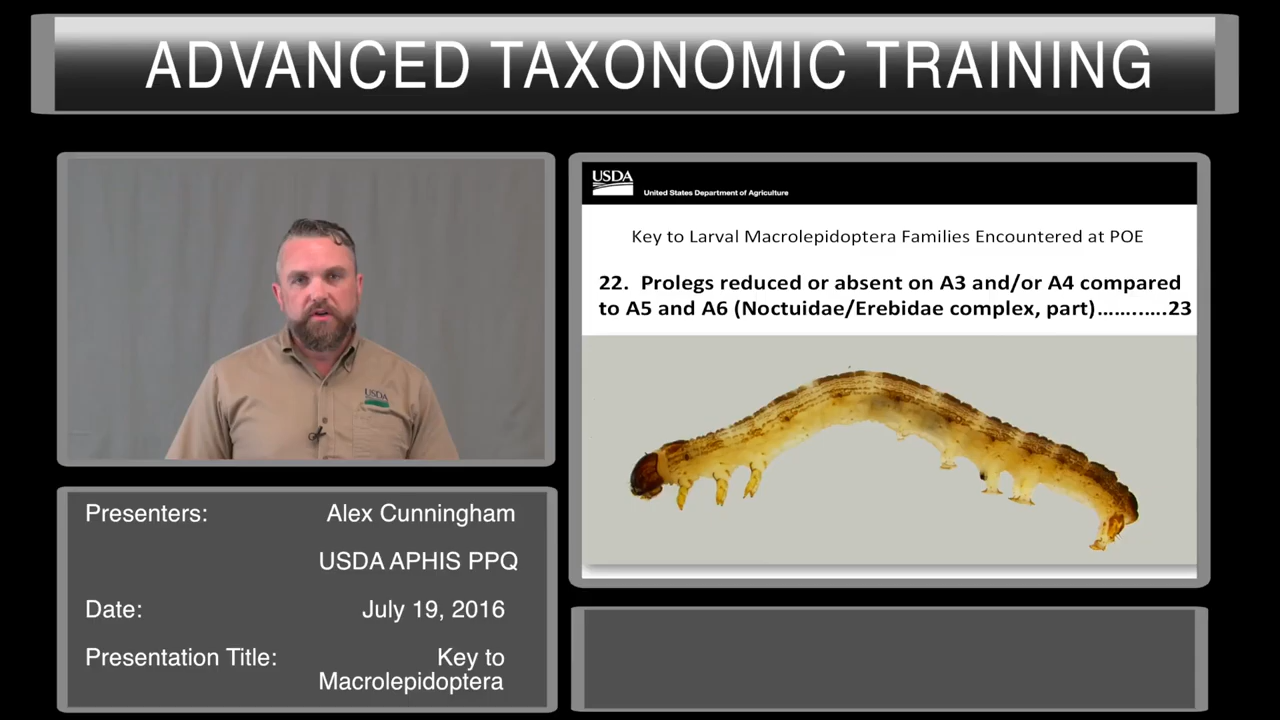 ADVANCED TAXONOMIC TRAINING
USDA
USDA
United States Department of Agriculture
Key to Larval Macrolepidoptera Families Encountered at POE
22. Prolegs reduced or absent on A3 and/or A4 compared
to A5 and A6 (Noctuidae/Erebidae complex, part)…….…..23
Presenters: Alex Cunningham
USDA APHIS PPQ
Date: July 19, 2016
Presentation Title: Key to
Macrolepidoptera